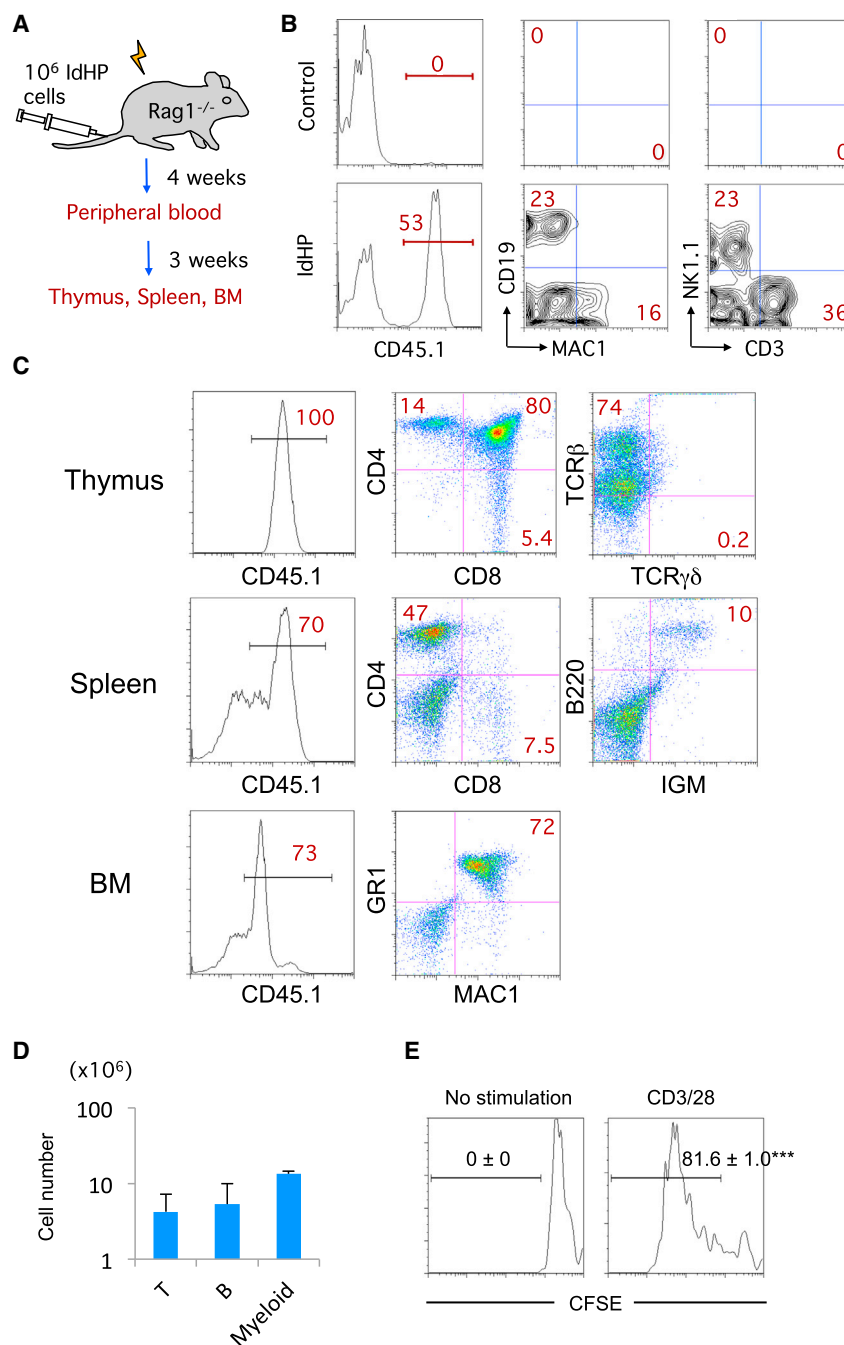 A
10⁶ IdHP
cells
Rag1⁻/⁻
4 weeks
Peripheral blood
3 weeks
Thymus, Spleen, BM
B
Control
0
0
0
0
0
IdHP
53
CD45.1
CD19
23
16
MAC1
NK1.1
23
36
CD3
C
Thymus
100
CD45.1
CD4
14
80
5.4
CD8
TCRβ
74
0.2
TCRγδ
Spleen
70
CD45.1
CD4
47
7.5
CD8
B220
10
IGM
BM
73
CD45.1
GR1
72
MAC1
D
(x10⁶)
Cell number
100
10
1
T
B
Myeloid
E
No stimulation
CD3/28
0 ± 0
81.6 ± 1.0***
CFSE